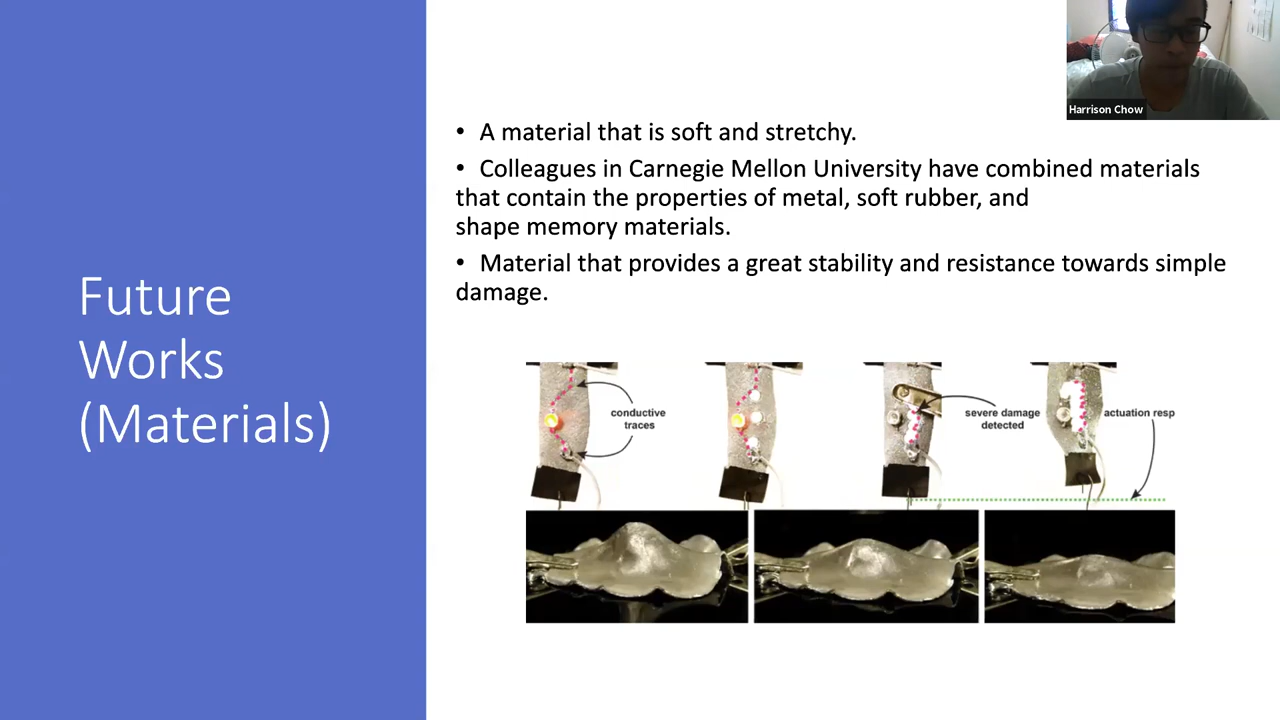 Harrison Chow
• A material that is soft and stretchy.
• Colleagues in Carnegie Mellon University have combined materials
that contain the properties of metal, soft rubber, and
shape memory materials.
• Material that provides a great stability and resistance towards simple
damage.
Future
Works
(Materials)
conductive
traces
severe damage
detected
actuation resp